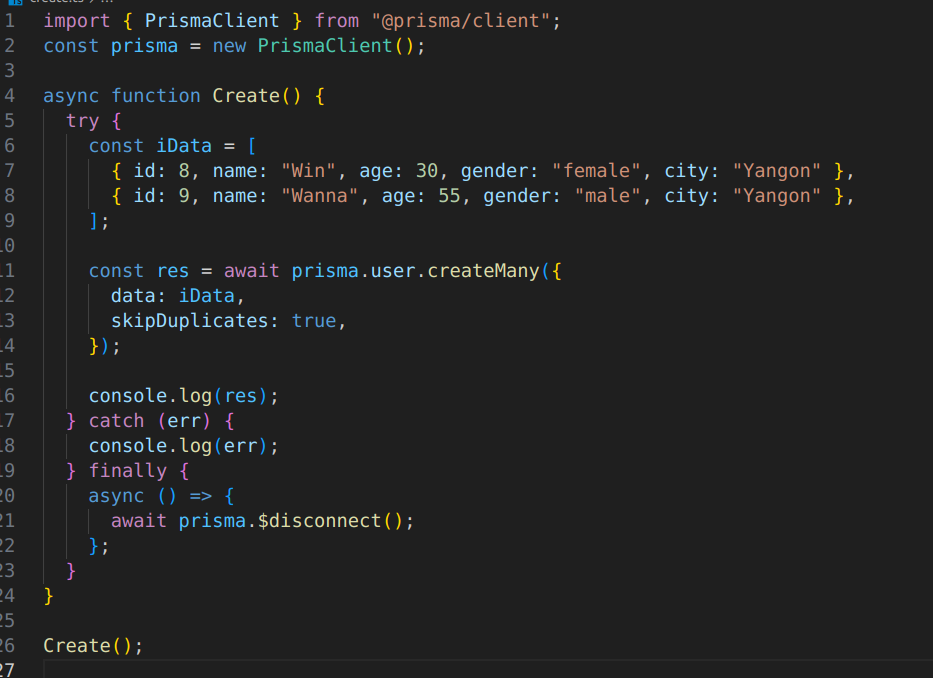 1 import { PrismaClient } from "@prisma/client";
2 const prisma = new PrismaClient();
3
4 async function Create() {
5 try {
6 const iData = [
7 { id: 8, name: "Win", age: 30, gender: "female", city: "Yangon" },
8 { id: 9, name: "Wanna", age: 55, gender: "male", city: "Yangon" },
9 ];
10
11 const res = await prisma.user.createMany({
12 data: iData,
13 skipDuplicates: true,
14 });
15
16 console.log(res);
17 } catch (err) {
18 console.log(err);
19 } finally {
20 async () => {
21 await prisma.$disconnect();
22 };
23 }
24 }
25
26 Create();
27